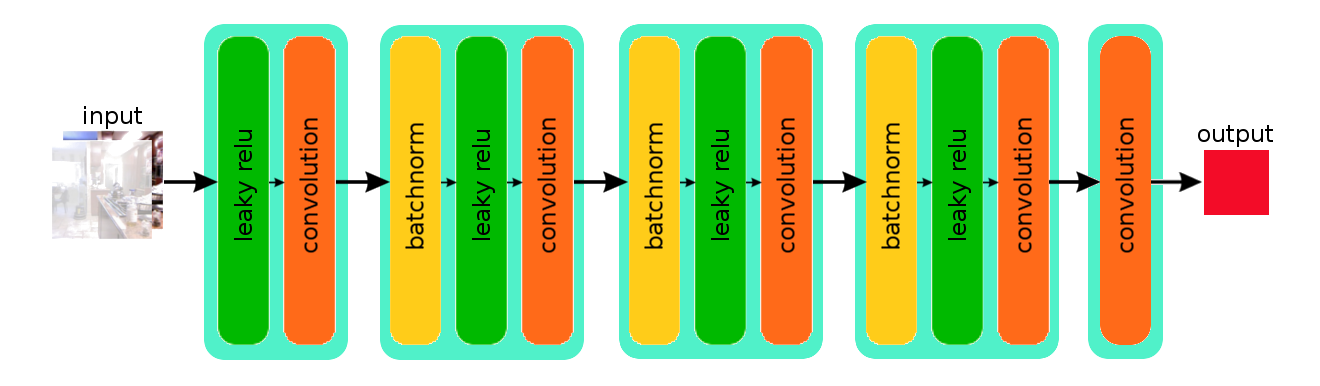 input
leaky relu
convolution
batchnorm
leaky relu
convolution
batchnorm
leaky relu
convolution
batchnorm
leaky relu
convolution
convolution
output